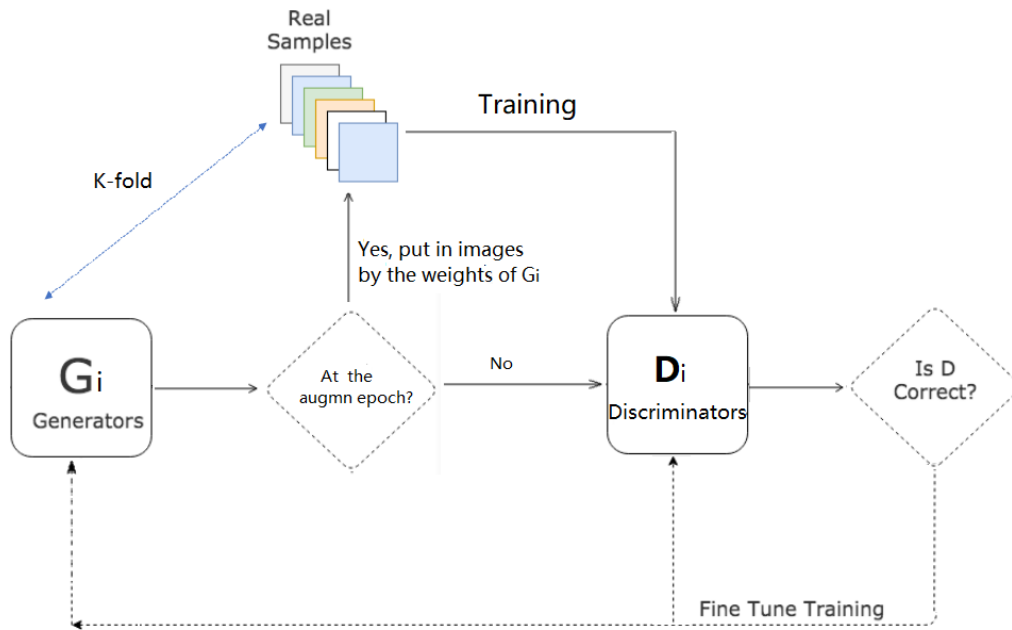 Real
Samples
Training
K-fold
Yes, put in images
by the weights of Gi
Gi
Generators
At the
augmn epoch?
No
Di
Discriminators
Is D
Correct?
Fine Tune Training